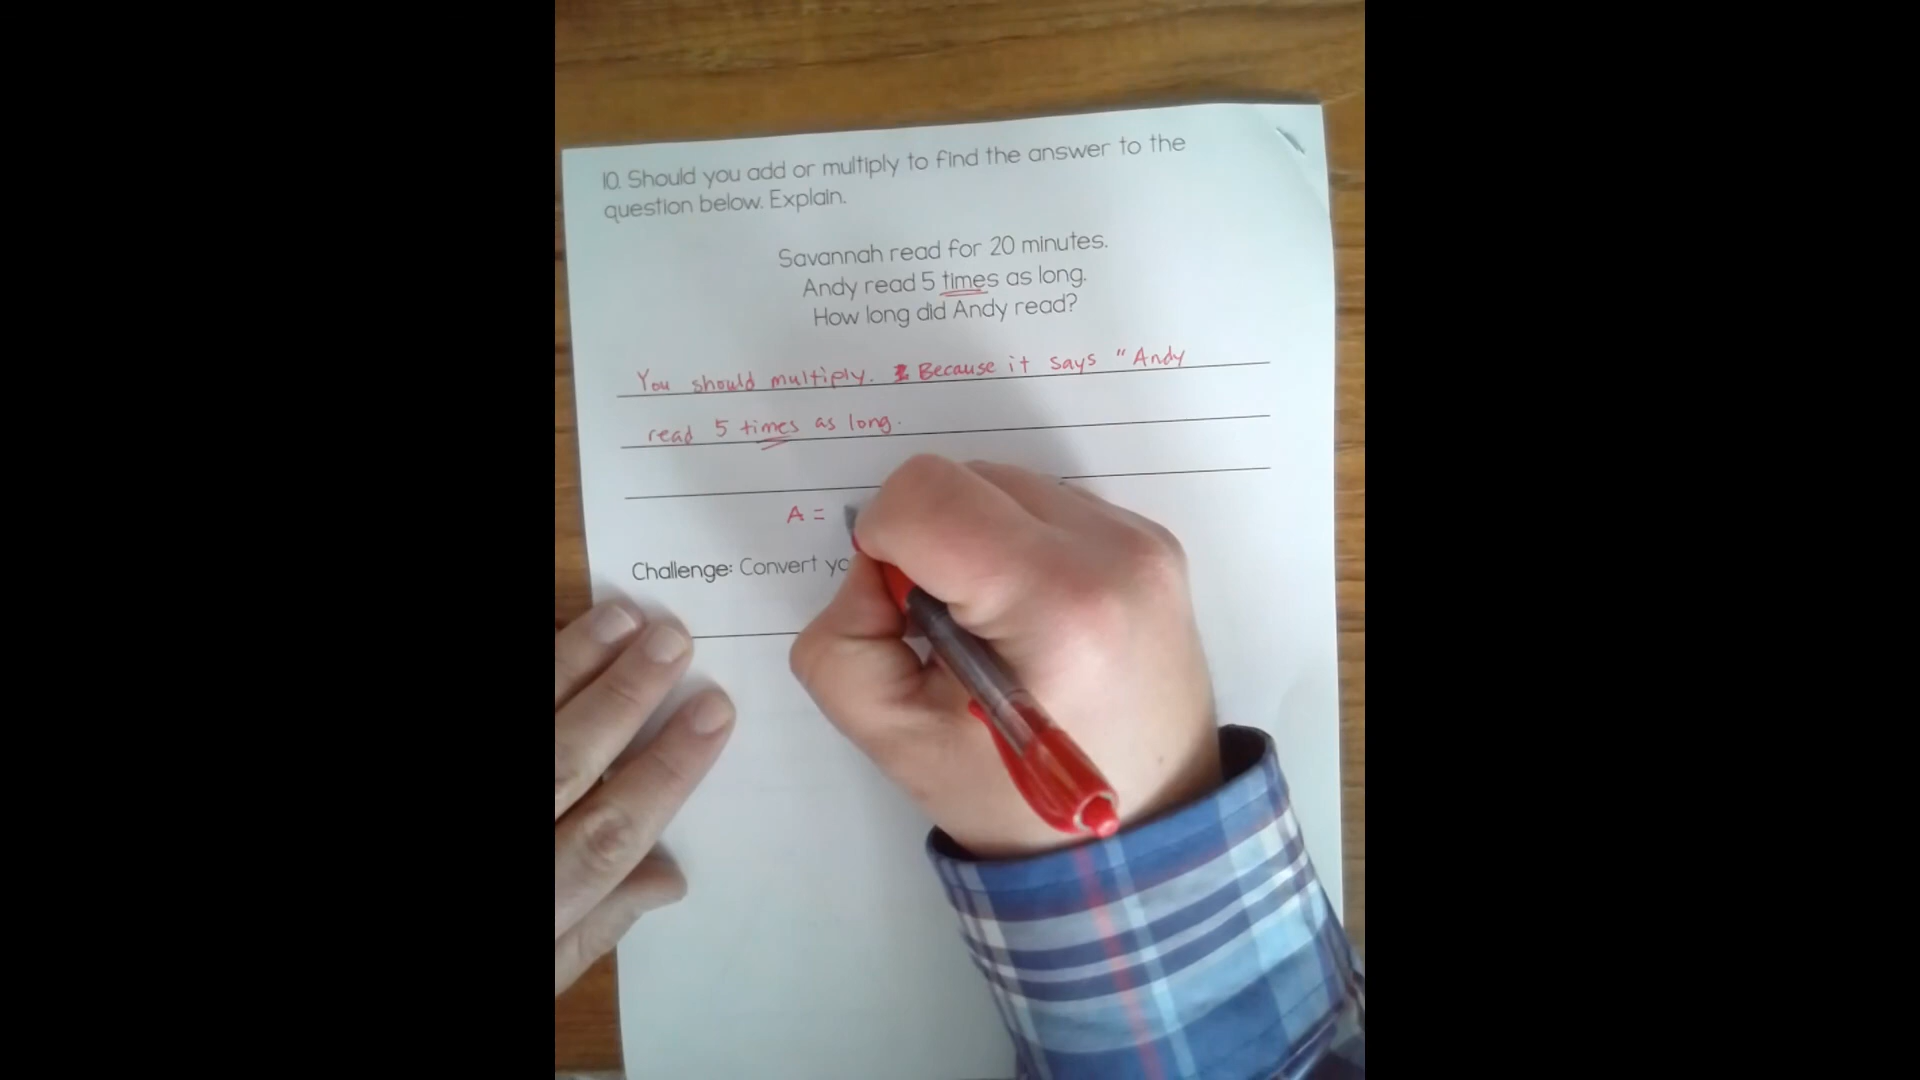 10. Should you add or multiply to find the answer to the
question below. Explain.
Savannah read for 20 minutes.
Andy read 5 times as long.
How long did Andy read?
You should multiply. Because it says "Andy
read 5 times as long.
A =
Challenge: Convert